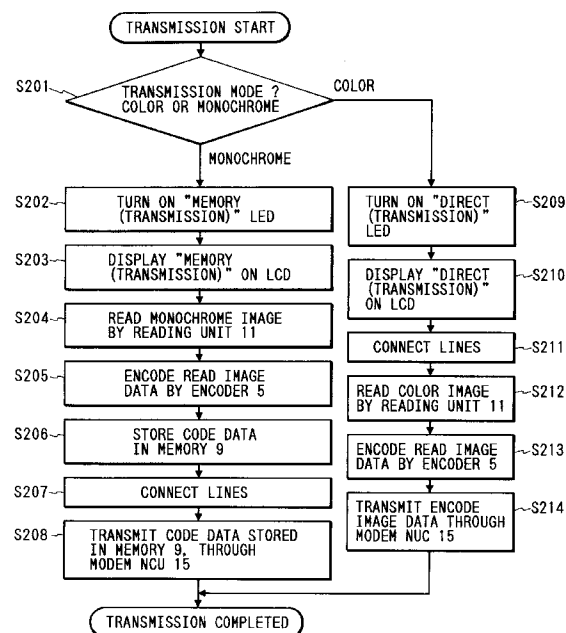 TRANSMISSION START
S201
TRANSMISSION MODE ?
COLOR OR MONOCHROME
COLOR
MONOCHROME
S202
TURN ON "MEMORY
(TRANSMISSION)" LED
S203
DISPLAY "MEMORY
(TRANSMISSION)" ON LCD
S204
READ MONOCHROME IMAGE
BY READING UNIT 11
S205
ENCODE READ IMAGE
DATA BY ENCODER 5
S206
STORE CODE DATA
IN MEMORY 9
S207
CONNECT LINES
S208
TRANSMIT CODE DATA STORED
IN MEMORY 9, THROUGH
MODEM NCU 15
TURN ON "DIRECT
(TRANSMISSION)"
LED
S209
DISPLAY "DIRECT
(TRANSMISSION)"
ON LCD
S210
CONNECT LINES
S211
READ COLOR IMAGE
BY READING UNIT 11
S212
ENCODE READ IMAGE
DATA BY ENCODER 5
S213
TRANSMIT ENCODE
IMAGE DATA THROUGH
MODEM NUC 15
S214
TRANSMISSION COMPLETED